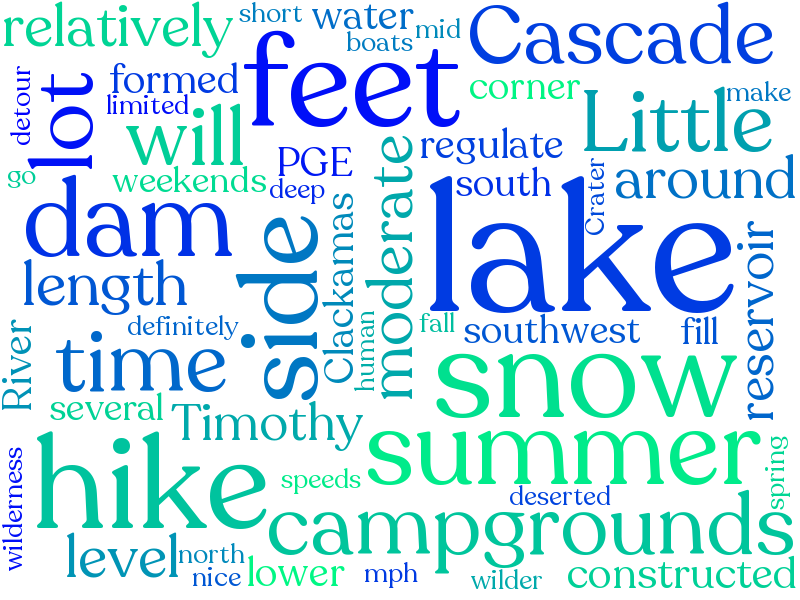 relatively
short
water
boats
mid
Cascade
detour
lot
formed
limited
feet
corner
make
Little
go
will
weekends
PGE
deep
moderate
regulate
south
Crater
around
dam
side
Clackamas
lake
reservoir
length
definitely
human
fall
southwest
fill
River
time
several
Timothy
snow
summer
spring
wilderness
hike
speeds
deserted
campgrounds
level
north
nice
lower
mph
wilder
constructed